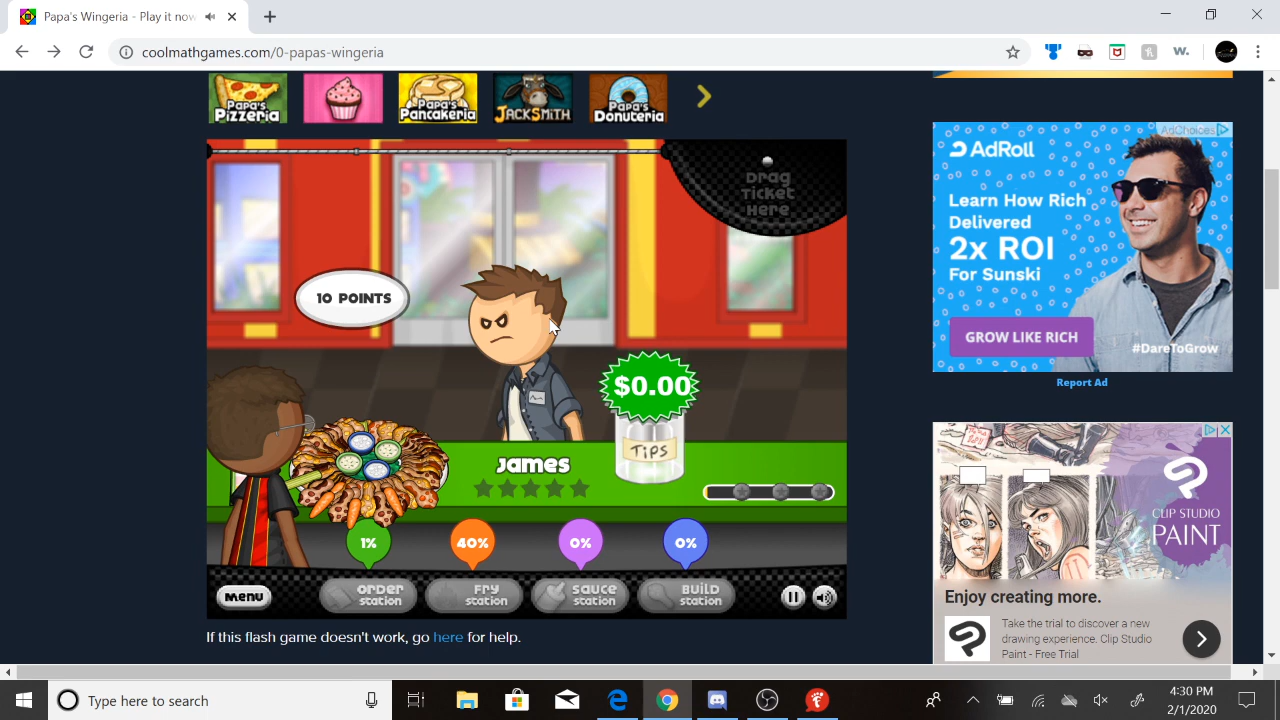 Papa's Wingeria - Play it now
coolmathgames.com/0-papas-wingeria
W.
Papa's
Pizzeria
Papa's
Pancakeria
JackSmith
Papa's
Donuteria
Drag
Ticket
Here
10 POINTS
$0.00
Tips
James
1%
40%
0%
0%
Menu
Order
Station
Fry
Station
Sauce
Station
Build
Station
If this flash game doesn't work, go here for help.
AdChoices
AdRoll
Learn How Rich
Delivered
2x ROI
For Sunski
GROW LIKE RICH
#DareToGrow
Report Ad
CLIP STUDIO
PAINT
Enjoy creating more.
Take the trial to discover a new
drawing experience. Clip Studio
Paint - Free Trial
Type here to search
4:30 PM
2/1/2020